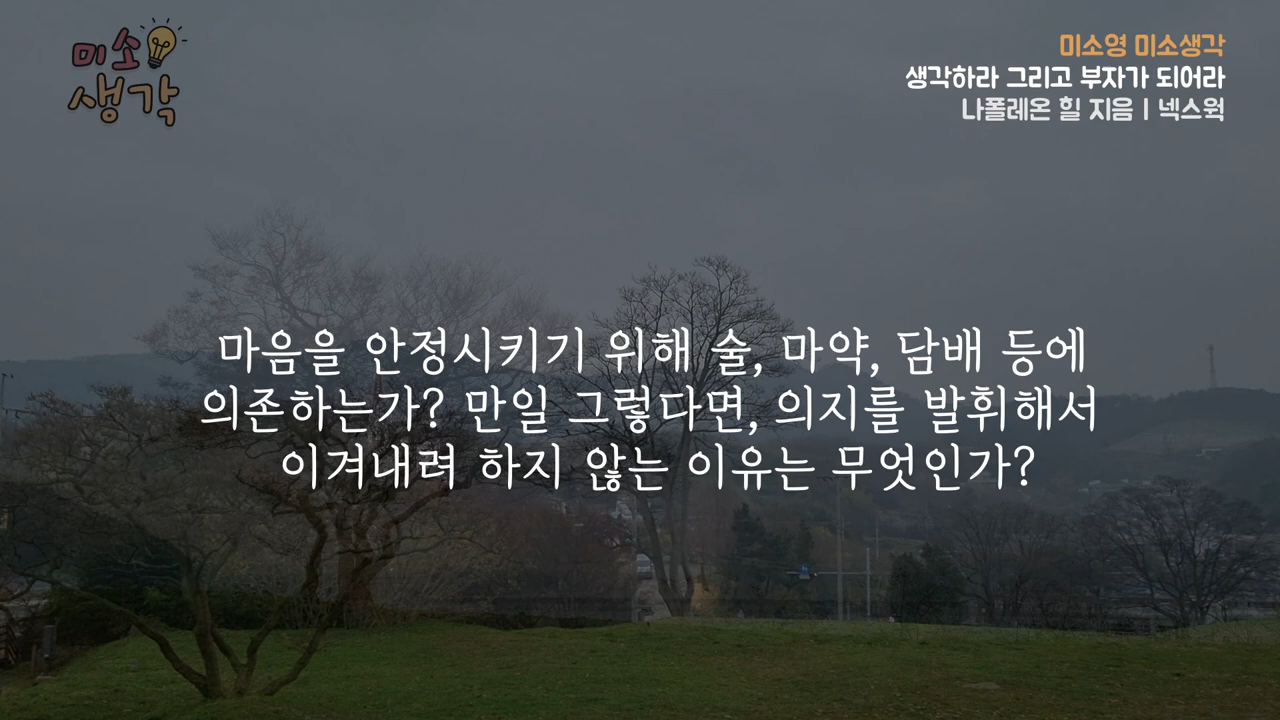 미소
생각
미소영 미소생각
생각하라 그리고 부자가 되어라
나폴레온 힐 지음 | 넥스웍
마음을 안정시키기 위해 술, 마약, 담배 등에
의존하는가? 만일 그렇다면, 의지를 발휘해서
이겨내려 하지 않는 이유는 무엇인가?